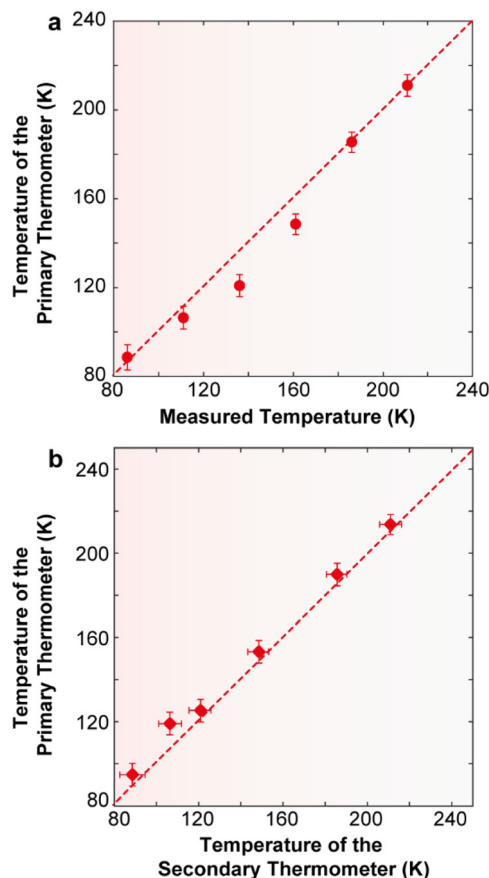 a
240
200
160
120
80
Temperature of the
Primary Thermometer (K)
80 120 160 200 240
Measured Temperature (K)
b
240
200
160
120
80
Temperature of the
Primary Thermometer (K)
80 120 160 120 200 240
Temperature of the
Secondary Thermometer (K)